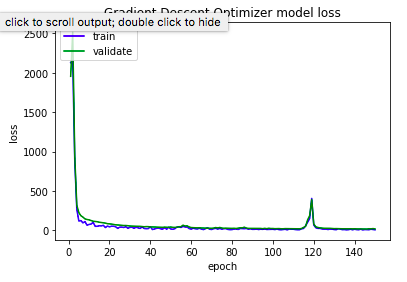 Gradient Descent Optimizer model loss
click to scroll output; double click to hide
train
validate
2500
2000
1500
1000
500
0
loss
0 20 40 60 80 100 120 140
epoch